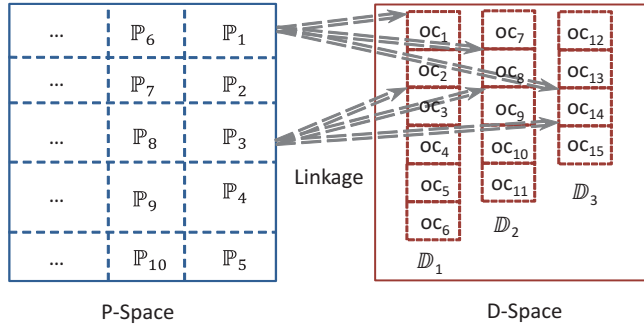 ... ℙ₆ ℙ₁
... ℙ₇ ℙ₂
... ℙ₈ ℙ₃
... ℙ₉ ℙ₄
... ℙ₁₀ ℙ₅
P-Space
Linkage
oc₁
oc₂
oc₃
oc₄
oc₅
oc₆
𝔻₁
oc₇
oc₈
oc₉
oc₁₀
oc₁₁
𝔻₂
oc₁₂
oc₁₃
oc₁₄
oc₁₅
𝔻₃
D-Space